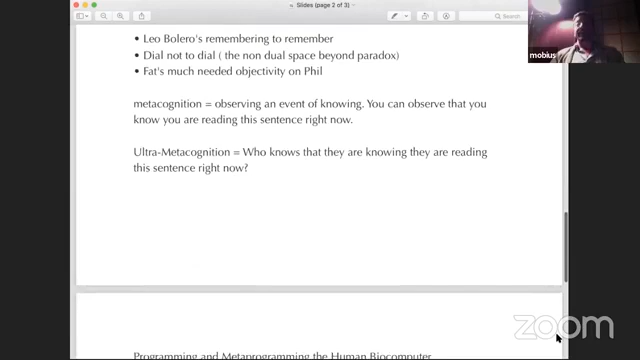 Slides (page 2 of 3)
Search
• Leo Bolero's remembering to remember
• Dial not to dial ( the non dual space beyond paradox)
• Fat's much needed objectivity on Phil
metacognition = observing an event of knowing. You can observe that you
know you are reading this sentence right now.
Ultra-Metacognition = Who knows that they are knowing they are reading
this sentence right now?
Programming and Metaprogramming the Human Biocomputer
mobius
zoom